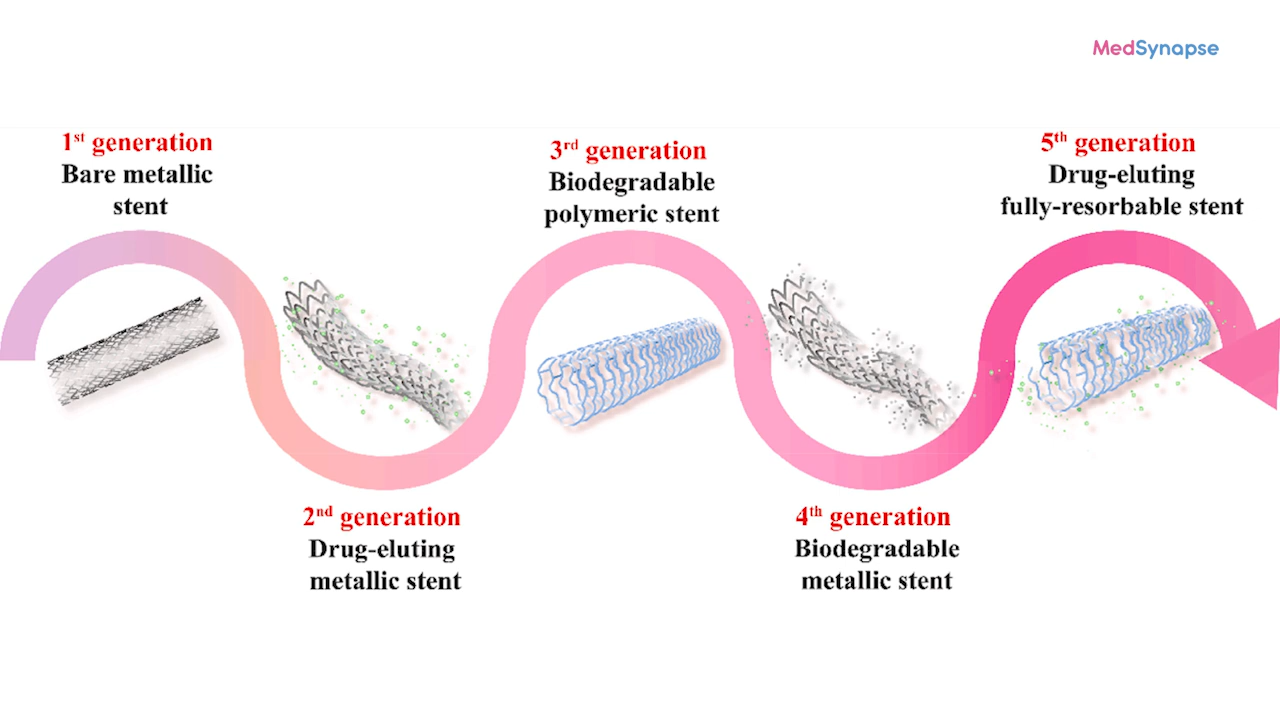 MedSynapse
1st generation
Bare metallic
stent
2nd generation
Drug-eluting
metallic stent
3rd generation
Biodegradable
polymeric stent
4th generation
Biodegradable
metallic stent
5th generation
Drug-eluting
fully-resorbable stent